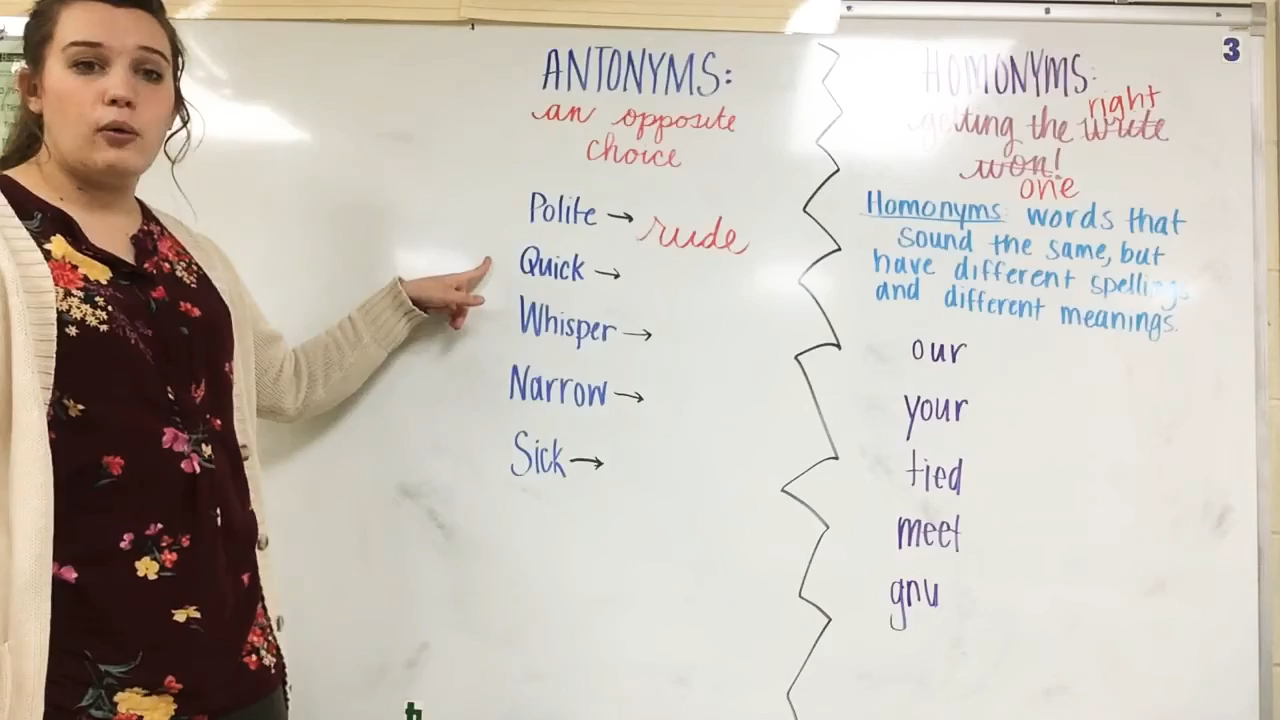 ANTONYMS:
an opposite
choice
Polite → rude
Quick →
Whisper →
Narrow →
Sick →
3
HOMONYMS:
right
getting the wrote
won!
one
Homonyms: words that
sound the same, but
have different spellings
and different meanings.
our
your
tied
meet
gnu